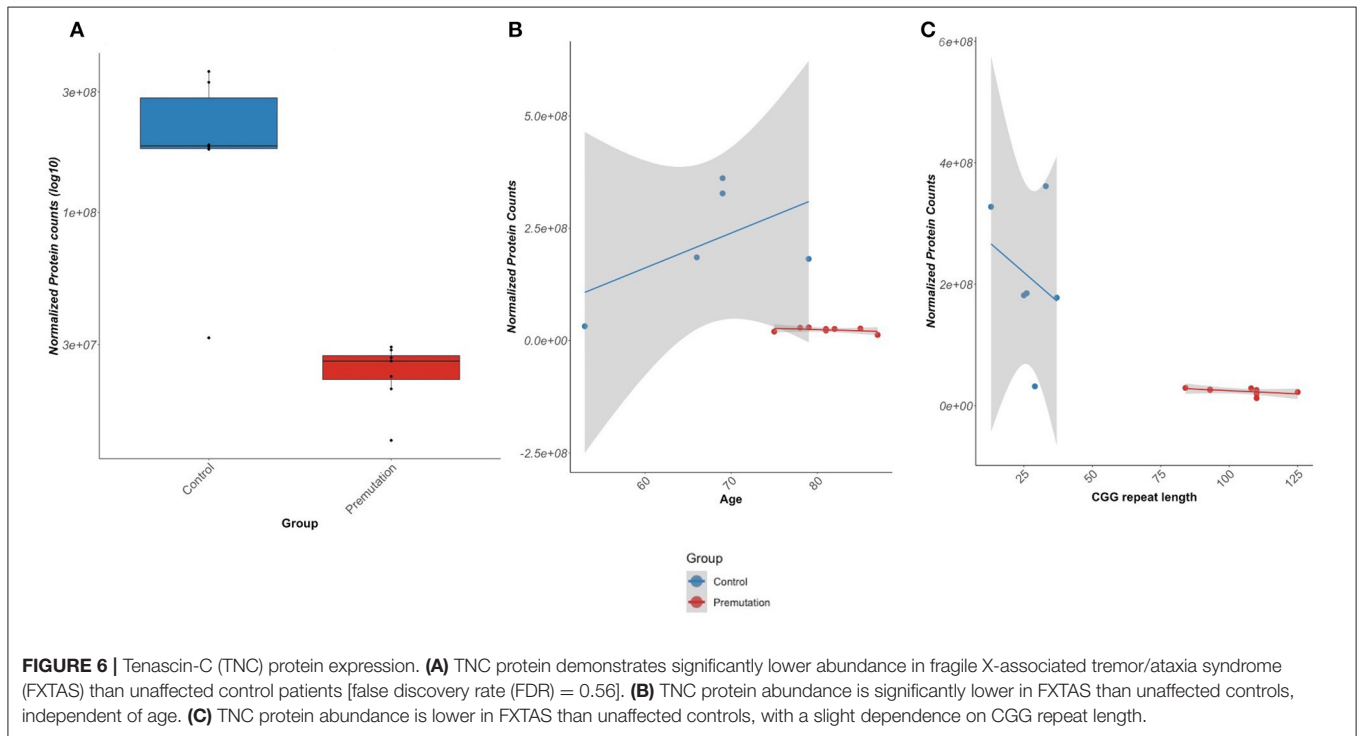 A
Normalized Protein counts (log10)
3e+08
1e+08
3e+07
Control
Premutation
Group
B
Normalized Protein Counts
5.0e+08
2.5e+08
0.0e+00
-2.5e+08
60
70
80
Age
C
Normalized Protein Counts
6e+08
4e+08
2e+08
0e+00
25
50
75
100
125
CGG repeat length
Group
Control
Premutation
FIGURE 6 | Tenascin-C (TNC) protein expression. (A) TNC protein demonstrates significantly lower abundance in fragile X-associated tremor/ataxia syndrome
(FXTAS) than unaffected control patients [false discovery rate (FDR) = 0.56]. (B) TNC protein abundance is significantly lower in FXTAS than unaffected controls,
independent of age. (C) TNC protein abundance is lower in FXTAS than unaffected controls, with a slight dependence on CGG repeat length.